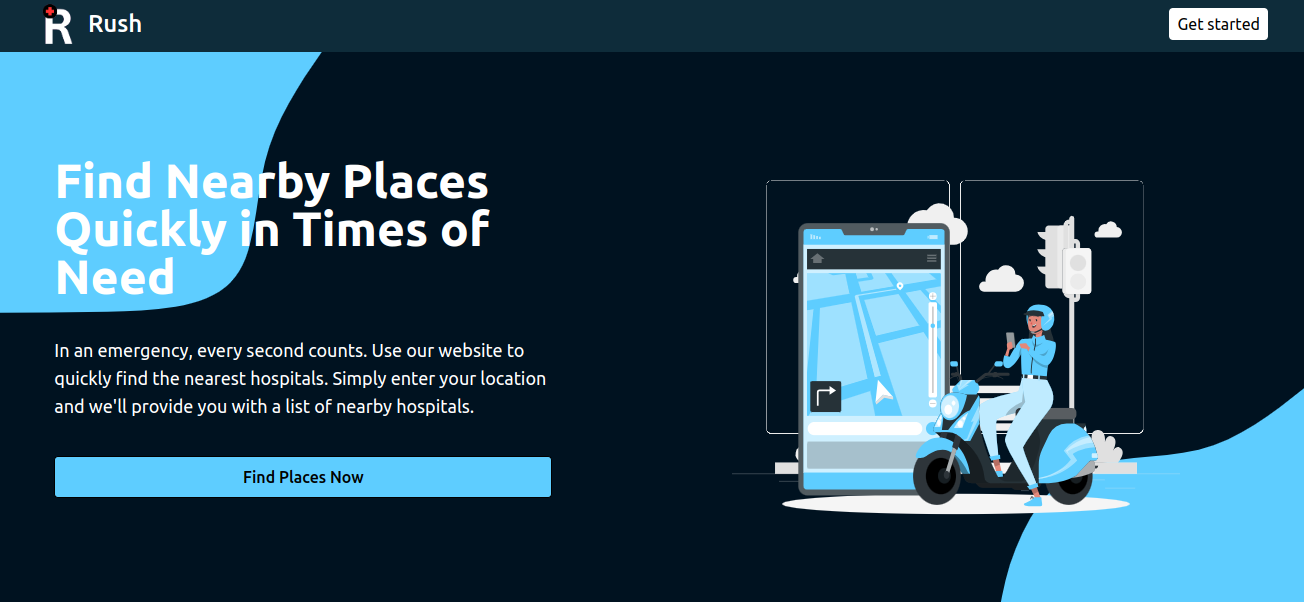 Rush
Get started
Find Nearby Places
Quickly in Times of
Need
In an emergency, every second counts. Use our website to
quickly find the nearest hospitals. Simply enter your location
and we'll provide you with a list of nearby hospitals.
Find Places Now